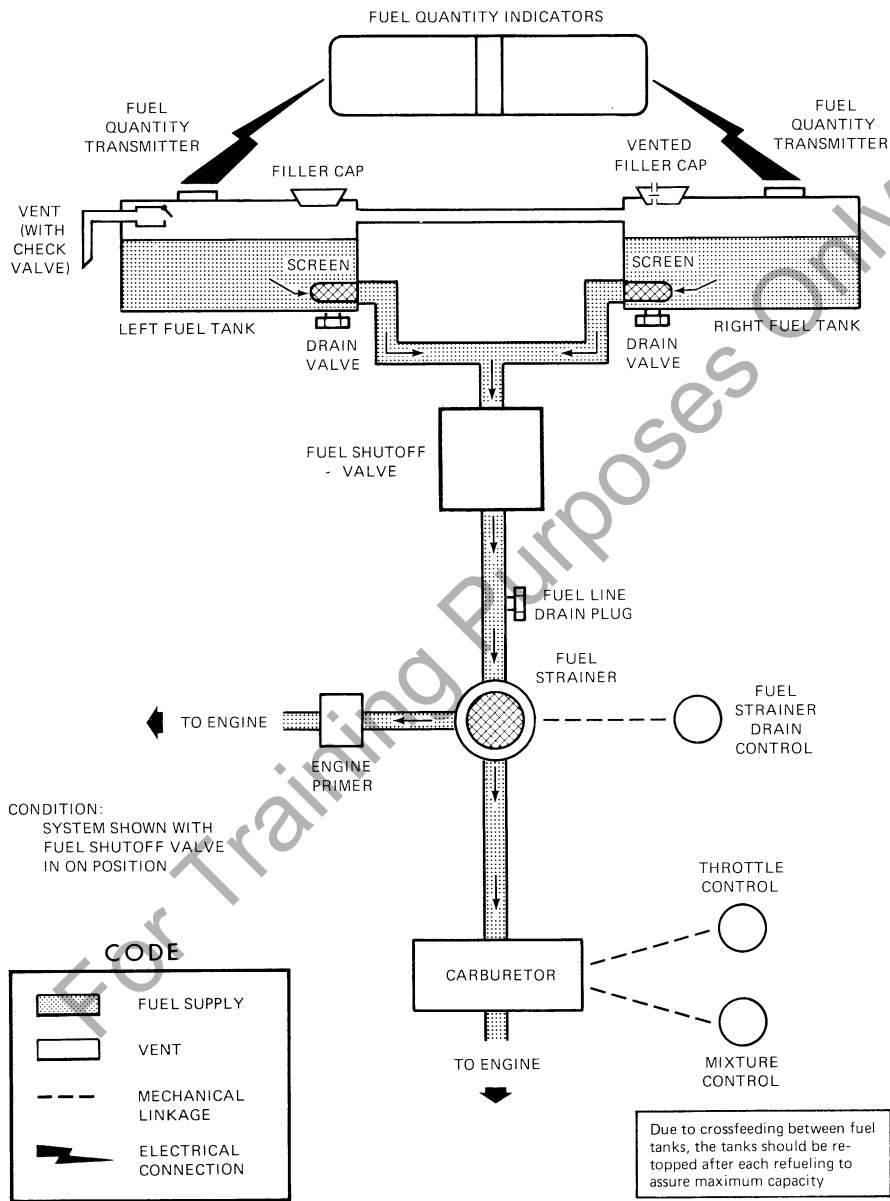 FUEL QUANTITY INDICATORS
FUEL
QUANTITY
TRANSMITTER
FUEL
QUANTITY
TRANSMITTER
FILLER CAP
VENTED
FILLER CAP
VENT
(WITH
CHECK
VALVE)
SCREEN
SCREEN
LEFT FUEL TANK
RIGHT FUEL TANK
DRAIN
VALVE
DRAIN
VALVE
FUEL SHUTOFF
- VALVE
FUEL LINE
DRAIN PLUG
FUEL
STRAINER
FUEL
STRAINER
DRAIN
CONTROL
TO ENGINE
ENGINE
PRIMER
CONDITION:
SYSTEM SHOWN WITH
FUEL SHUTOFF VALVE
IN ON POSITION
THROTTLE
CONTROL
CARBURETOR
MIXTURE
CONTROL
TO ENGINE
CODE
FUEL SUPPLY
VENT
MECHANICAL
LINKAGE
ELECTRICAL
CONNECTION
Due to crossfeeding between fuel
tanks, the tanks should be re-
topped after each refueling to
assure maximum capacity
For Training Purposes Only